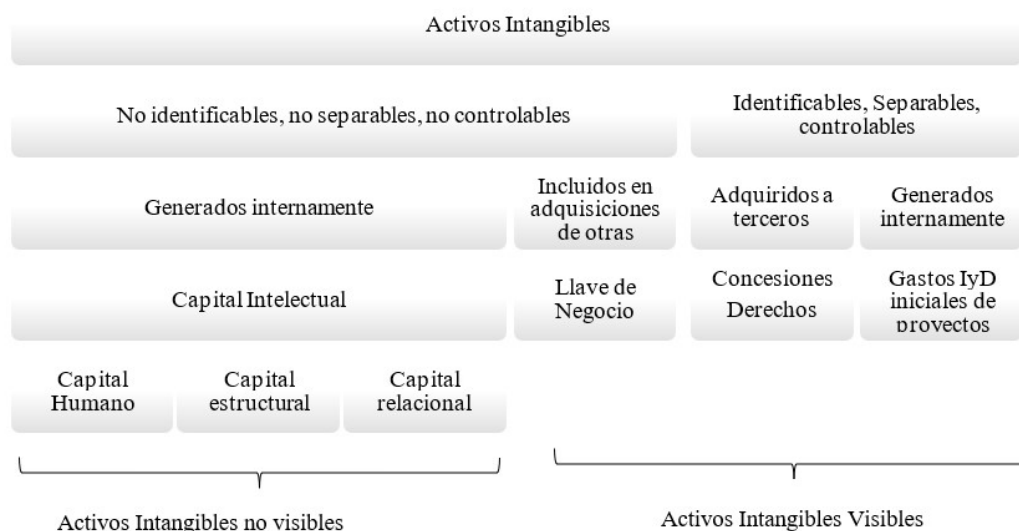 Activos Intangibles
No identificables, no separables, no controlables
Identificables, Separables,
controlables
Generados internamente
Incluidos en
adquisiciones
de otras
Adquiridos a
terceros
Generados
internamente
Capital Intelectual
Llave de
Negocio
Concesiones
Derechos
Gastos IyD
iniciales de
proyectos
Capital
Humano
Capital
estructural
Capital
relacional
Activos Intangibles no visibles
Activos Intangibles Visibles